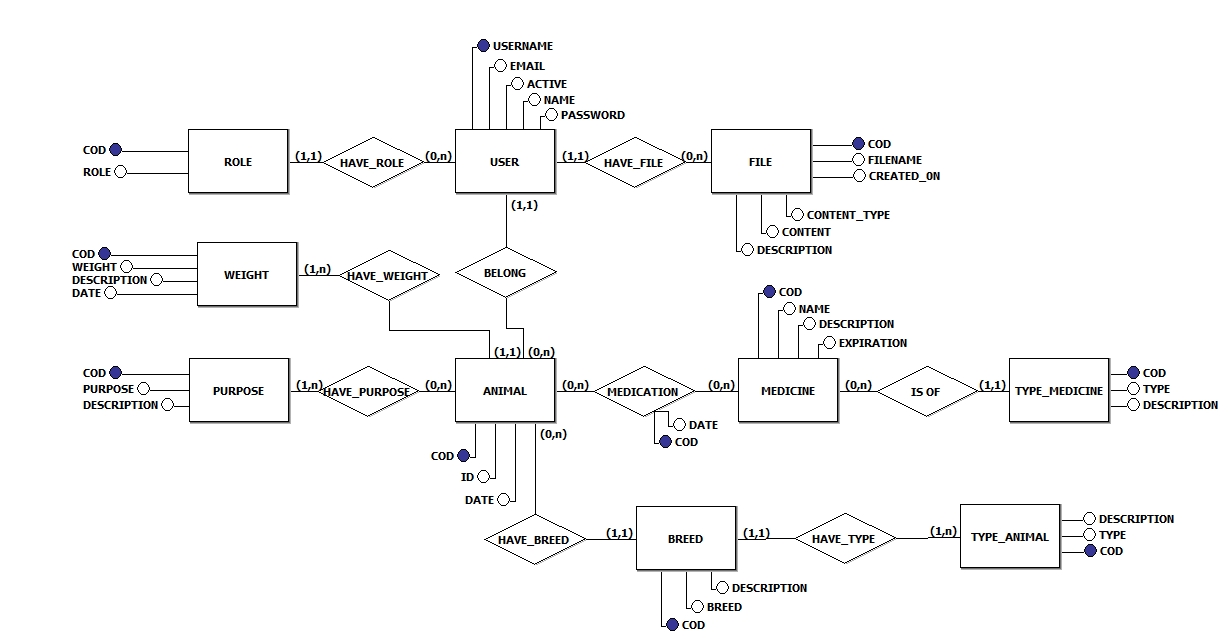 USERNAME
EMAIL
ACTIVE
NAME
PASSWORD
COD
ROLE
ROLE
(1,1)
HAVE_ROLE
(0,n)
USER
(1,1)
HAVE_FILE
(0,n)
FILE
COD
FILENAME
CREATED_0N
CONTENT_TYPE
CONTENT
DESCRIPTION
(1,1)
COD
WEIGHT
DESCRIPTION
DATE
WEIGHT
(1,n)
HAVE_WEIGHT
BELONG
COD
NAME
DESCRIPTION
EXPIRATION
(1,1)
(0,n)
COD
PURPOSE
DESCRIPTION
PURPOSE
(1,n)
HAVE_PURPOSE
(0,n)
ANIMAL
(0,n)
MEDICATION
(0,n)
MEDICINE
(0,n)
IS OF
(1,1)
TYPE_MEDICINE
COD
TYPE
DESCRIPTION
DATE
COD
(0,n)
COD
ID
DATE
HAVE_BREED
(1,1)
BREED
(1,1)
HAVE_TYPE
(1,n)
TYPE_ANIMAL
DESCRIPTION
TYPE
COD
DESCRIPTION
BREED
COD